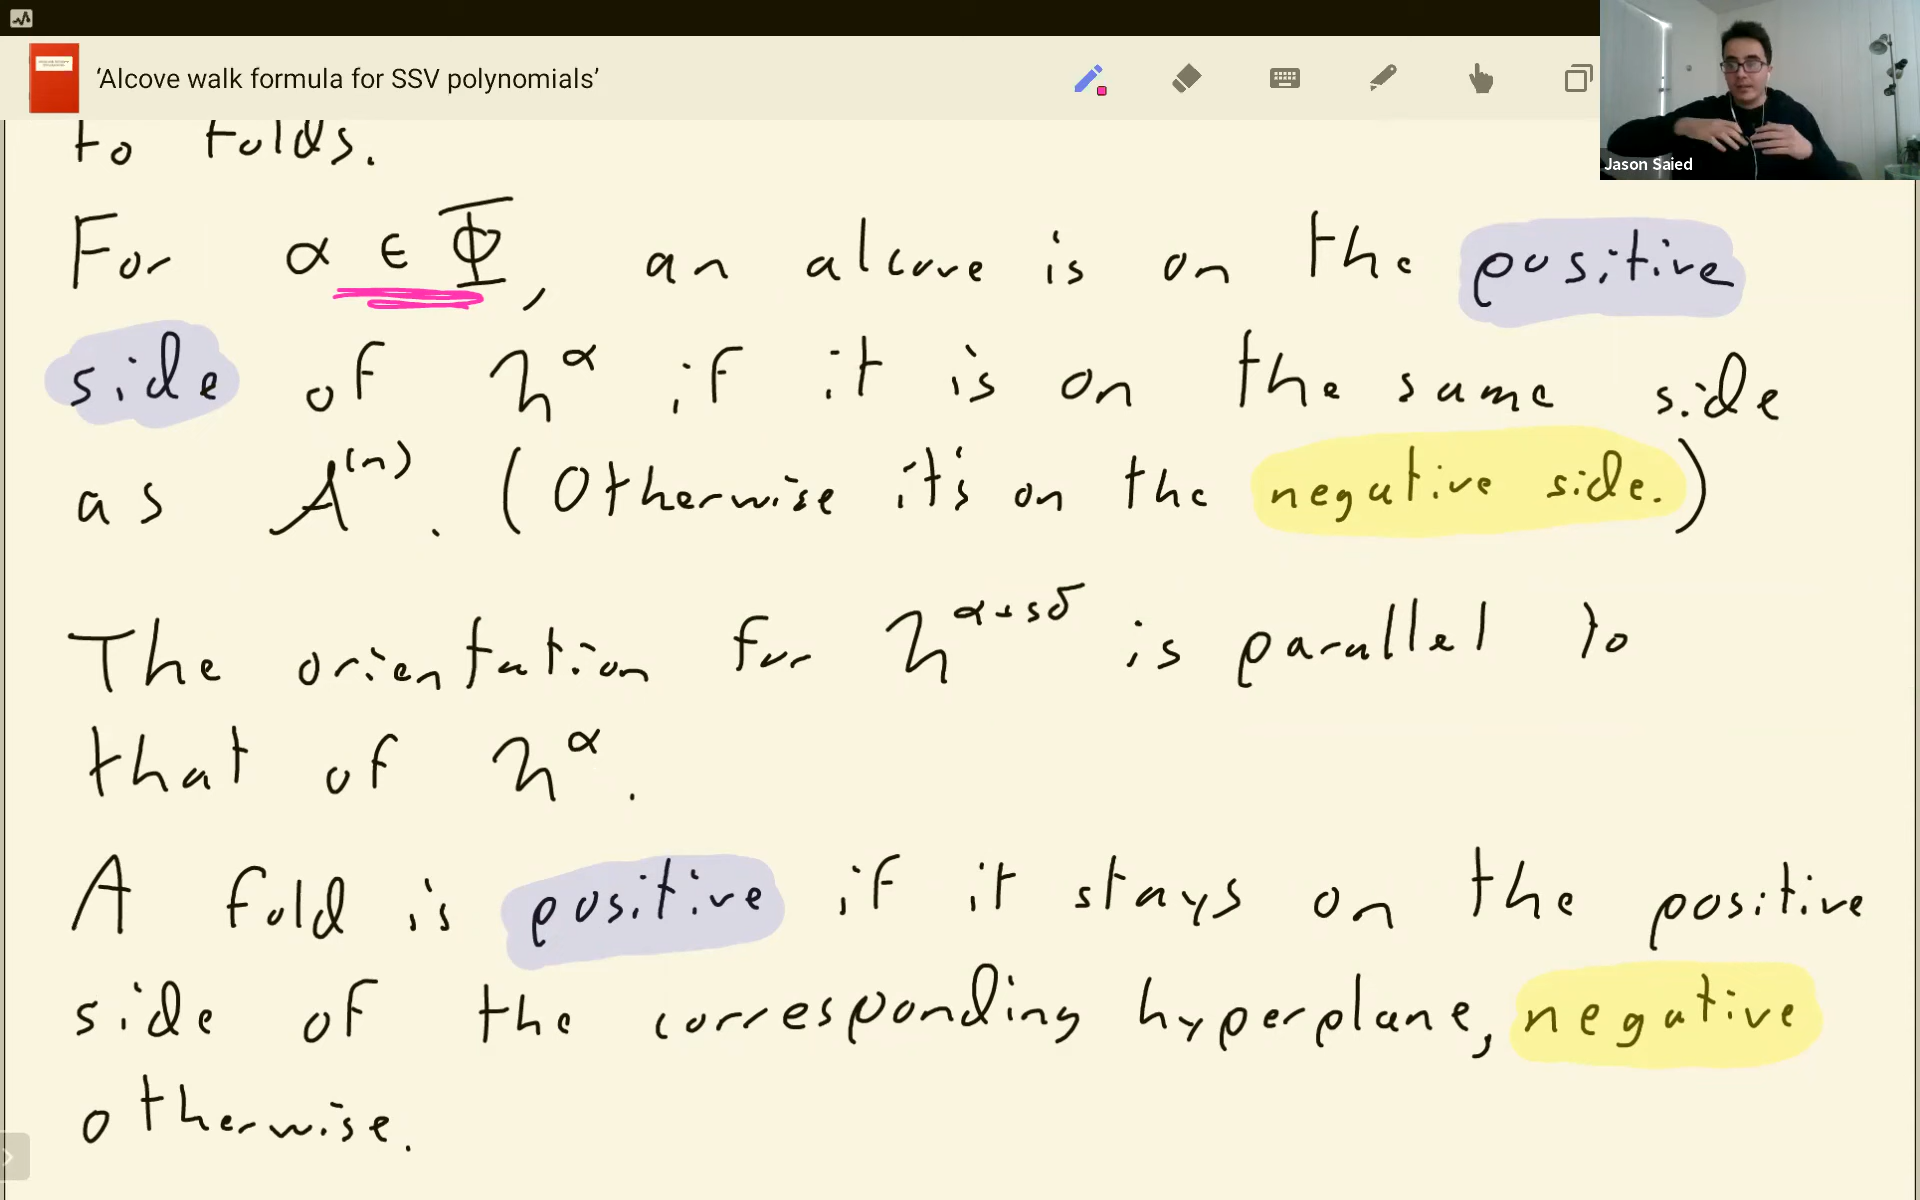 'Alcove walk formula for SSV polynomials'
Jason Saied
to folds.
For α ∈ Φ, an alcove is on the positive
side of h^α if it is on the same side
as A^(n). (Otherwise it's on the negative side.)
The orientation for h^α+sδ is parallel to
that of h^α.
A fold is positive if it stays on the positive
side of the corresponding hyperplane, negative
otherwise.